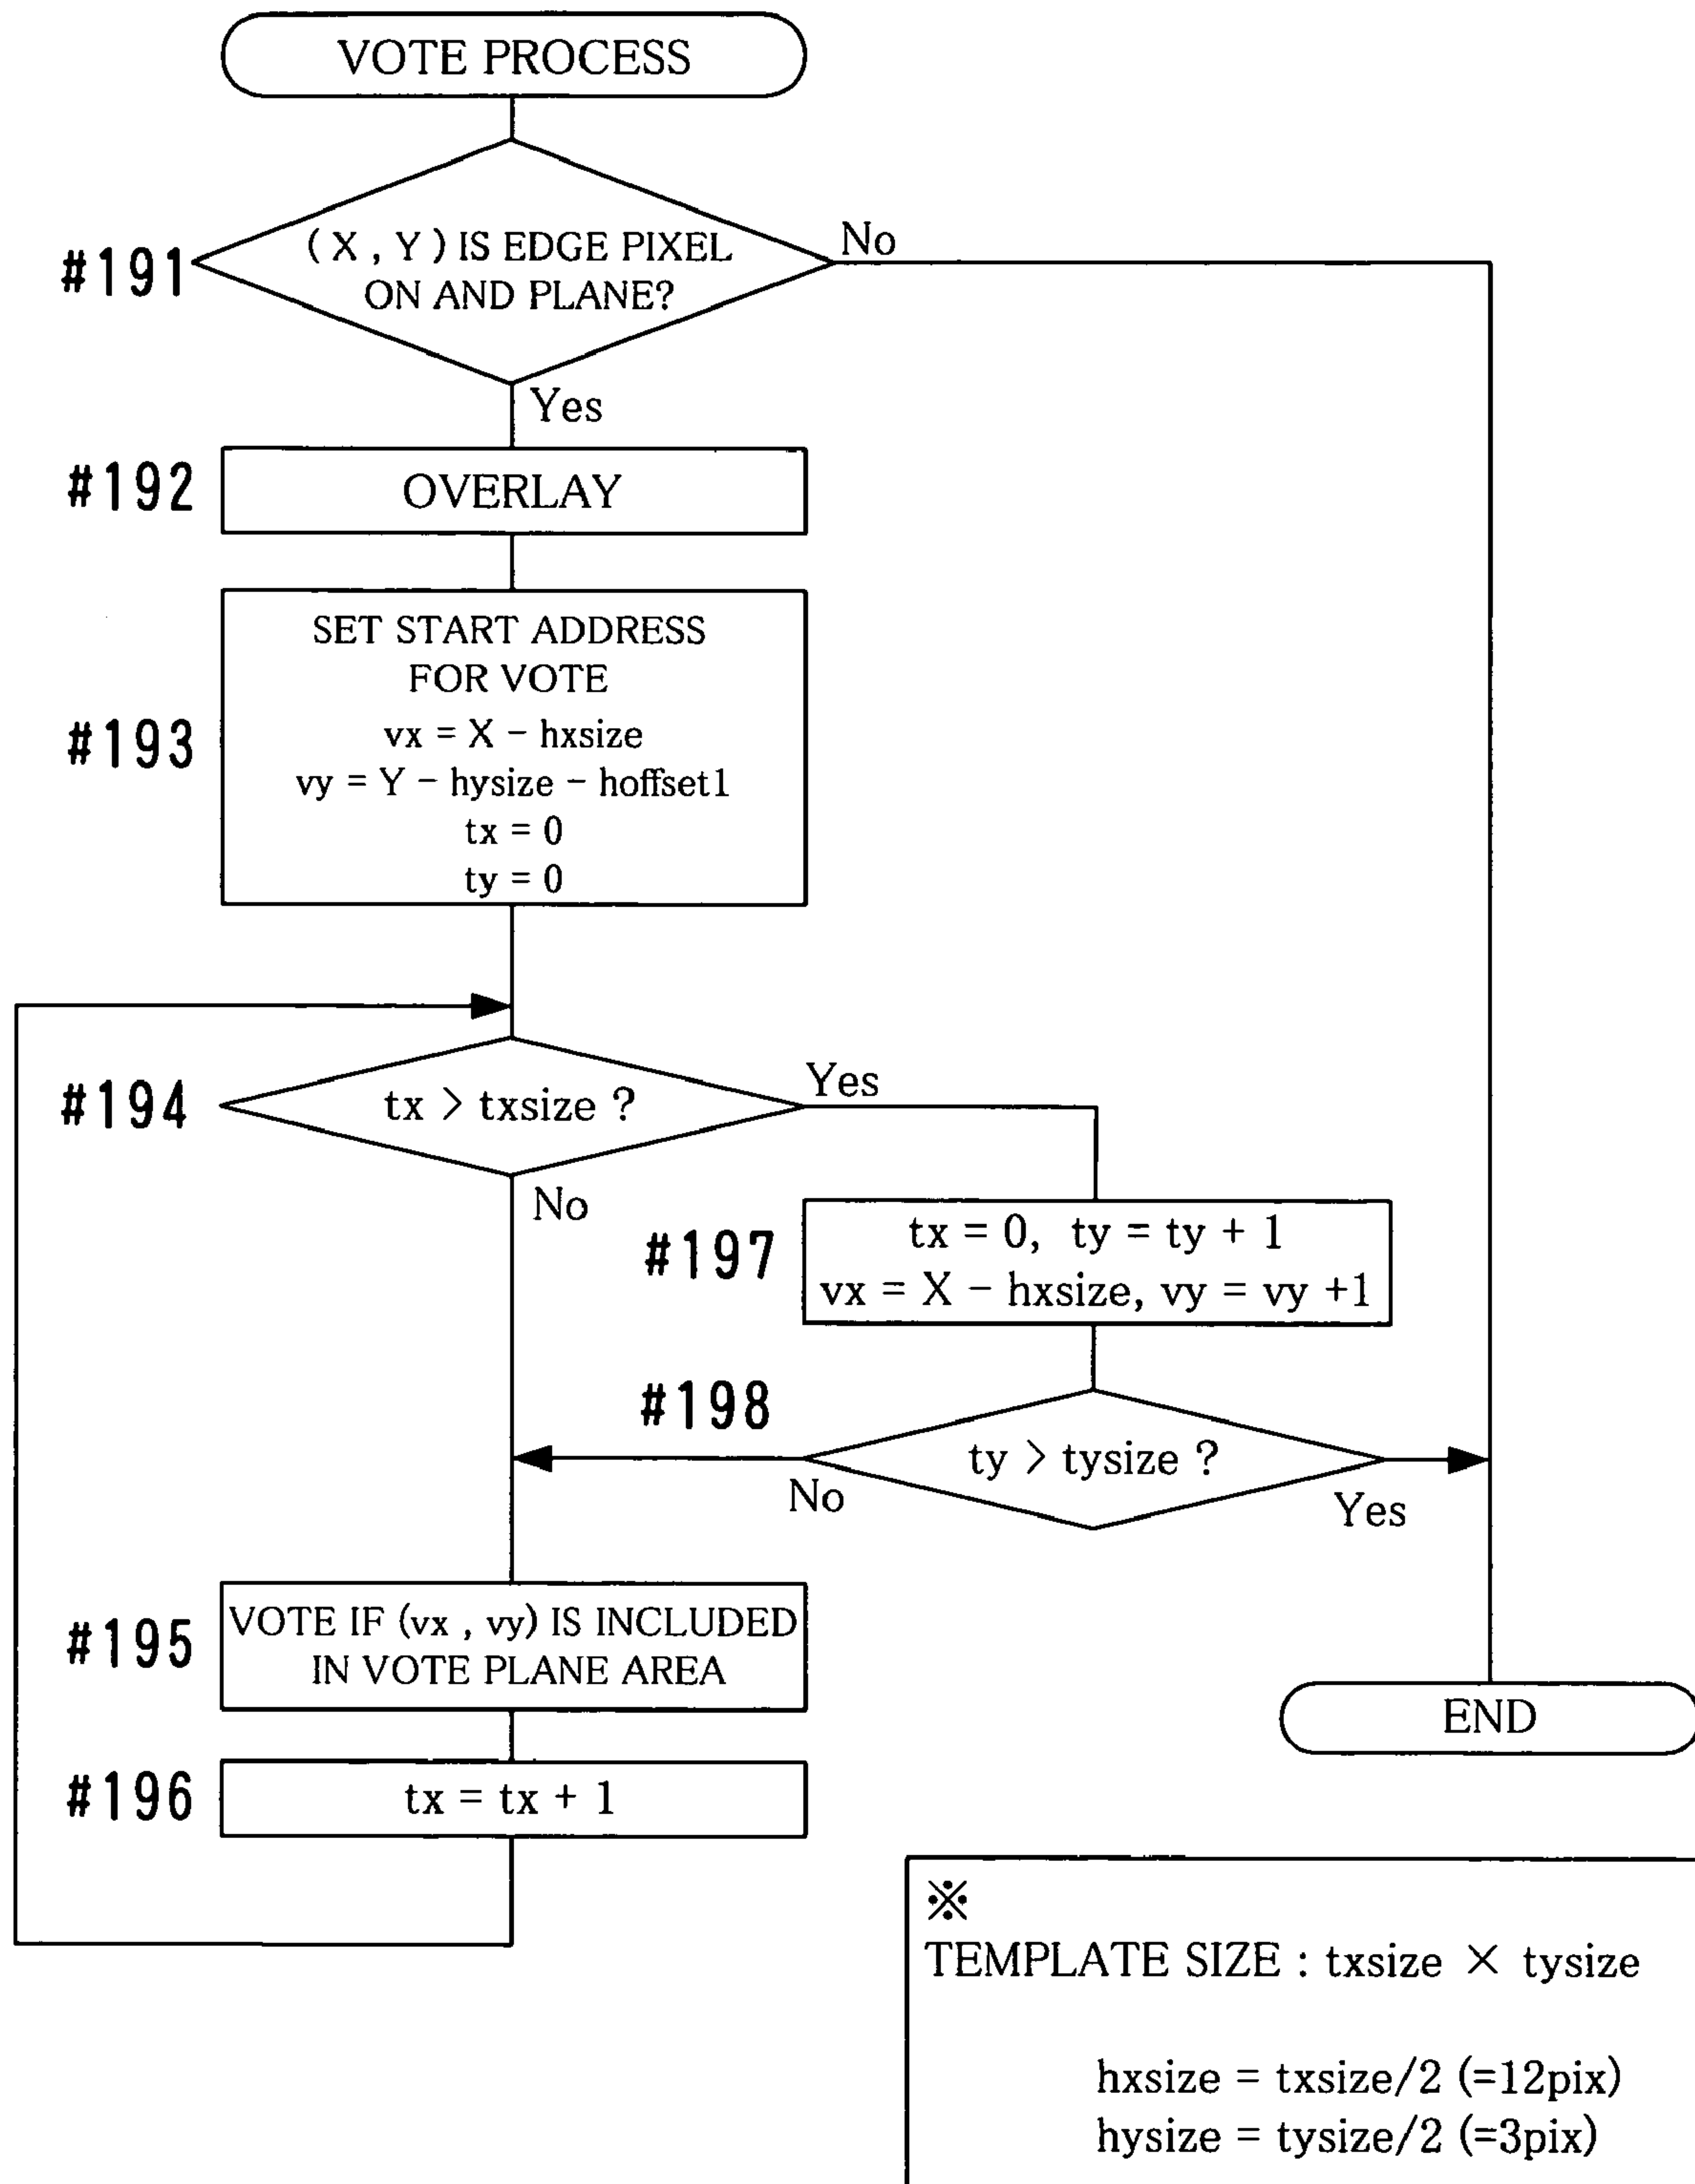 VOTE PROCESS
#191
( X , Y ) IS EDGE PIXEL
ON AND PLANE?
No
Yes
#192
OVERLAY
#193
SET START ADDRESS
FOR VOTE
vx = X − hxsize
vy = Y − hysize − hoffset1
tx = 0
ty = 0
#194
tx > txsize ?
Yes
No
#197
tx = 0, ty = ty + 1
vx = X − hxsize, vy = vy +1
#198
ty > tysize ?
No
Yes
#195
VOTE IF (vx , vy) IS INCLUDED
IN VOTE PLANE AREA
END
#196
tx = tx + 1
※
TEMPLATE SIZE : txsize × tysize
hxsize = txsize/2 (=12pix)
hysize = tysize/2 (=3pix)